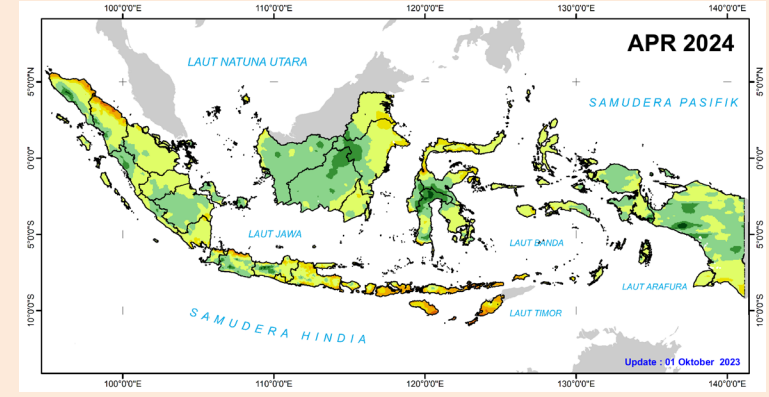 100°0'0"E 110°0'0"E 120°0'0"E 130°0'0"E 140°0'0"E
APR 2024
LAUT NATUNA UTARA
5°0'0"N
5°0'0"N
SAMUDERA PASIFIK
0°0'0"
0°0'0"
LAUT JAWA
LAUT BANDA
5°0'0"S
5°0'0"S
LAUT ARAFURA
SAMUDERA HINDIA
LAUT TIMOR
10°0'0"S
10°0'0"S
Update : 01 Oktober 2023
100°0'0"E 110°0'0"E 120°0'0"E 130°0'0"E 140°0'0"E